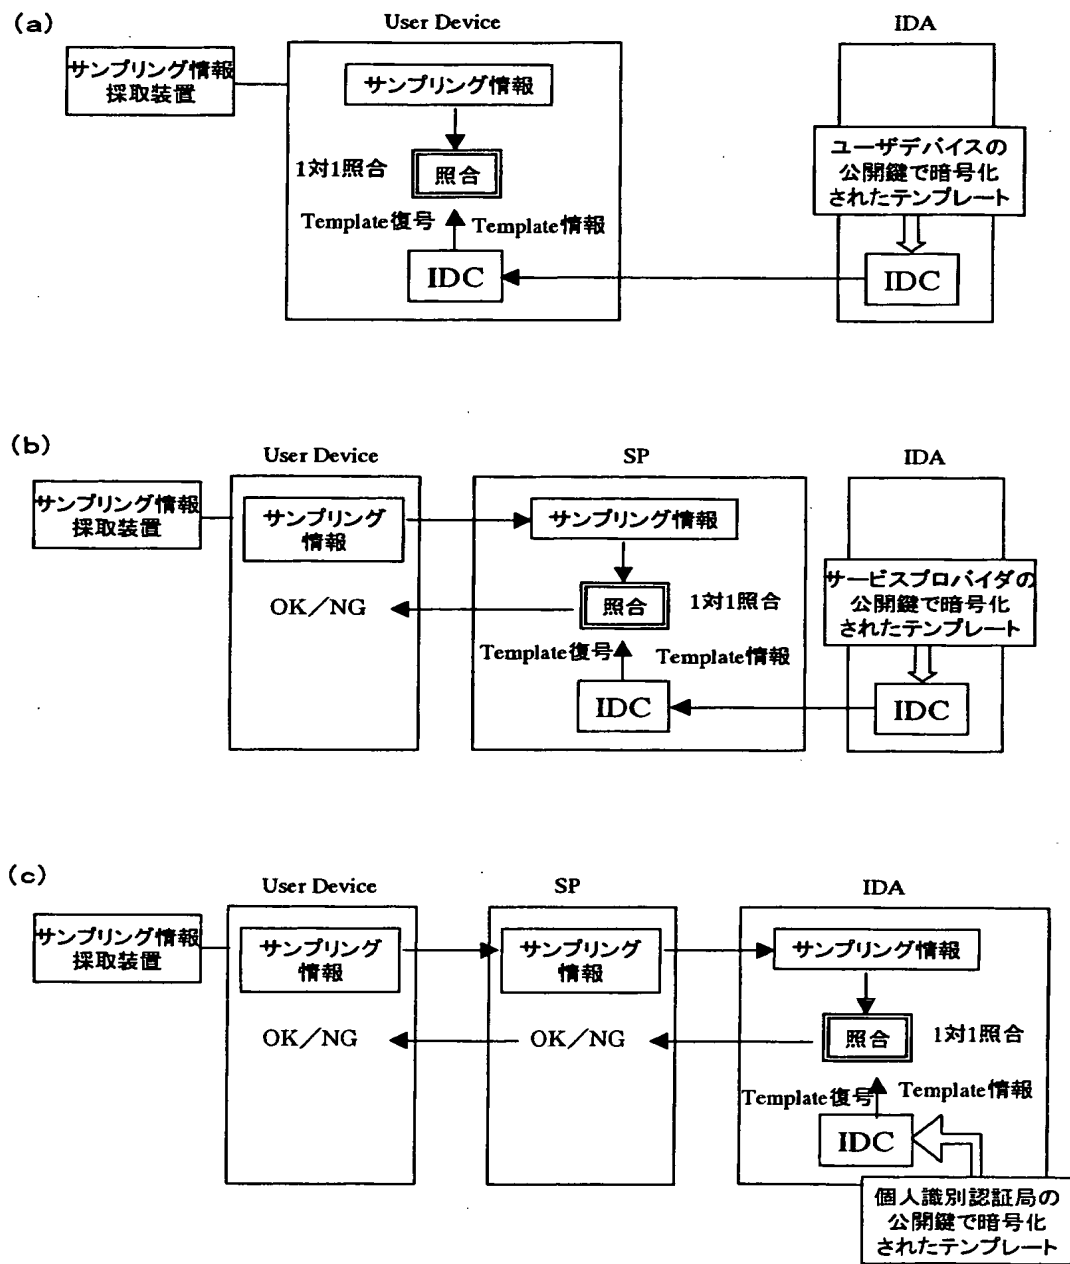 (a)
User Device
IDA
サンプリング情報
採取装置
サンプリング情報
ユーザデバイスの
公開鍵で暗号化
されたテンプレート
1対1照合
照合
Template復号
Template情報
IDC
IDC
(b)
User Device
SP
IDA
サンプリング情報
採取装置
サンプリング
情報
サンプリング情報
サービスプロバイダの
公開鍵で暗号化
されたテンプレート
OK/NG
照合
1対1照合
Template復号
Template情報
IDC
IDC
(c)
User Device
SP
IDA
サンプリング情報
採取装置
サンプリング
情報
サンプリング
情報
サンプリング情報
OK/NG
OK/NG
照合
1対1照合
Template復号
Template情報
IDC
個人識別認証局の
公開鍵で暗号化
されたテンプレート